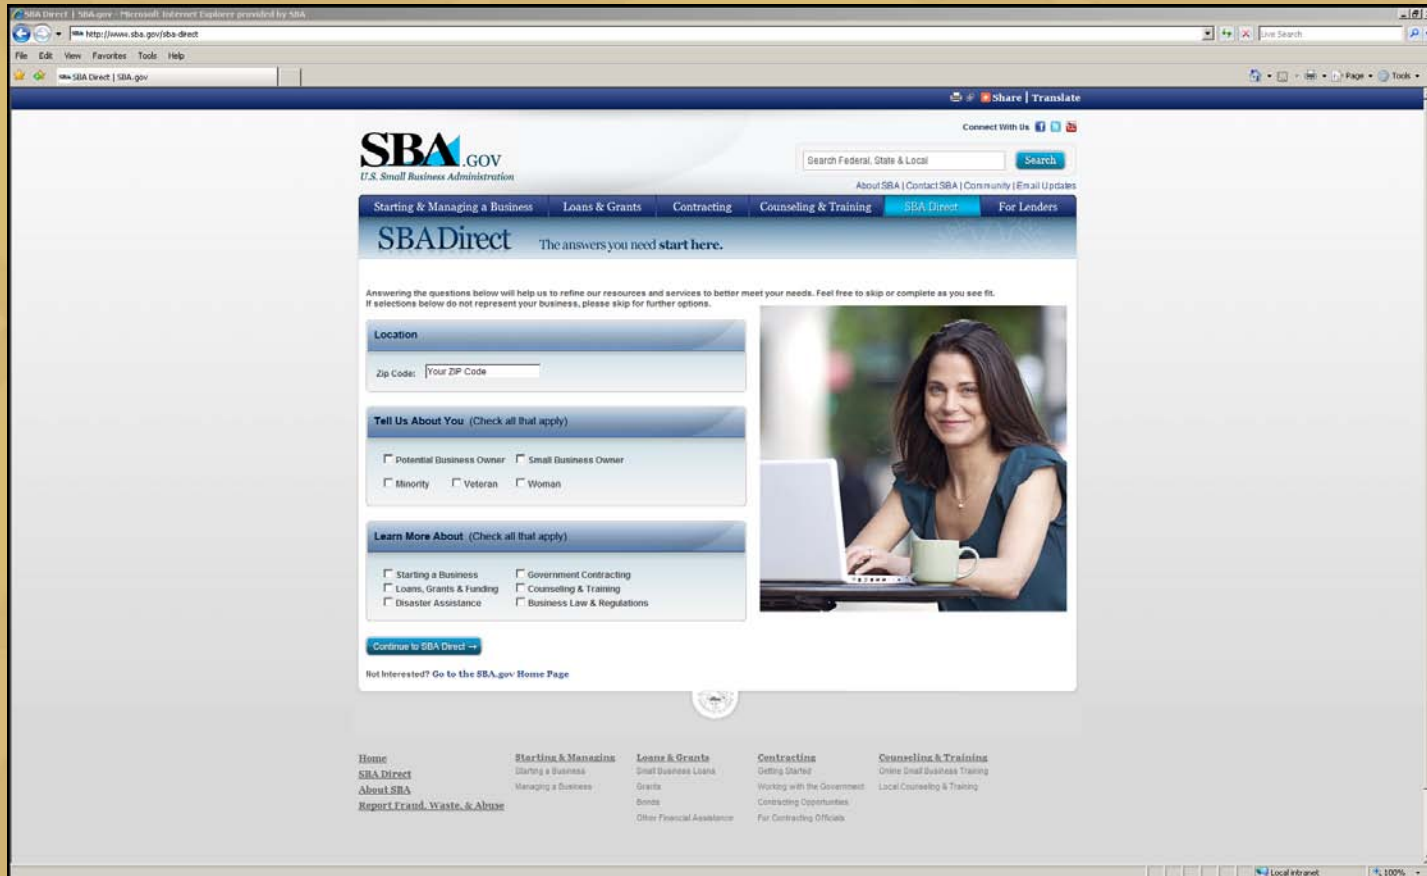 SBA Direct | SBA.gov - Microsoft Internet Explorer provided by SBA
http://www.sba.gov/sba-direct
Live Search
File Edit View Favorites Tools Help
SBA Direct | SBA.gov
Page Tools
Share | Translate
Connect With Us
SBA.GOV
U.S. Small Business Administration
Search Federal, State & Local
Search
About SBA | Contact SBA | Community | Email Updates
Starting & Managing a Business Loans & Grants Contracting Counseling & Training SBA Direct For Lenders
SBADirect The answers you need start here.
Answering the questions below will help us to refine our resources and services to better meet your needs. Feel free to skip or complete as you see fit.
If selections below do not represent your business, please skip for further options.
Location
Zip Code: Your ZIP Code
Tell Us About You (Check all that apply)
Potential Business Owner Small Business Owner
Minority Veteran Woman
Learn More About (Check all that apply)
Starting a Business Government Contracting
Loans, Grants & Funding Counseling & Training
Disaster Assistance Business Law & Regulations
Continue to SBA Direct →
Not Interested? Go to the SBA.gov Home Page
Home Starting & Managing Loans & Grants Contracting Counseling & Training
SBA Direct Starting a Business Small Business Loans Getting Started Online Small Business Training
About SBA Managing a Business Grants Working with the Government Local Counseling & Training
Report Fraud, Waste, & Abuse Bonds Contracting Opportunities
Other Financial Assistance For Contracting Officials
Local intranet 100%